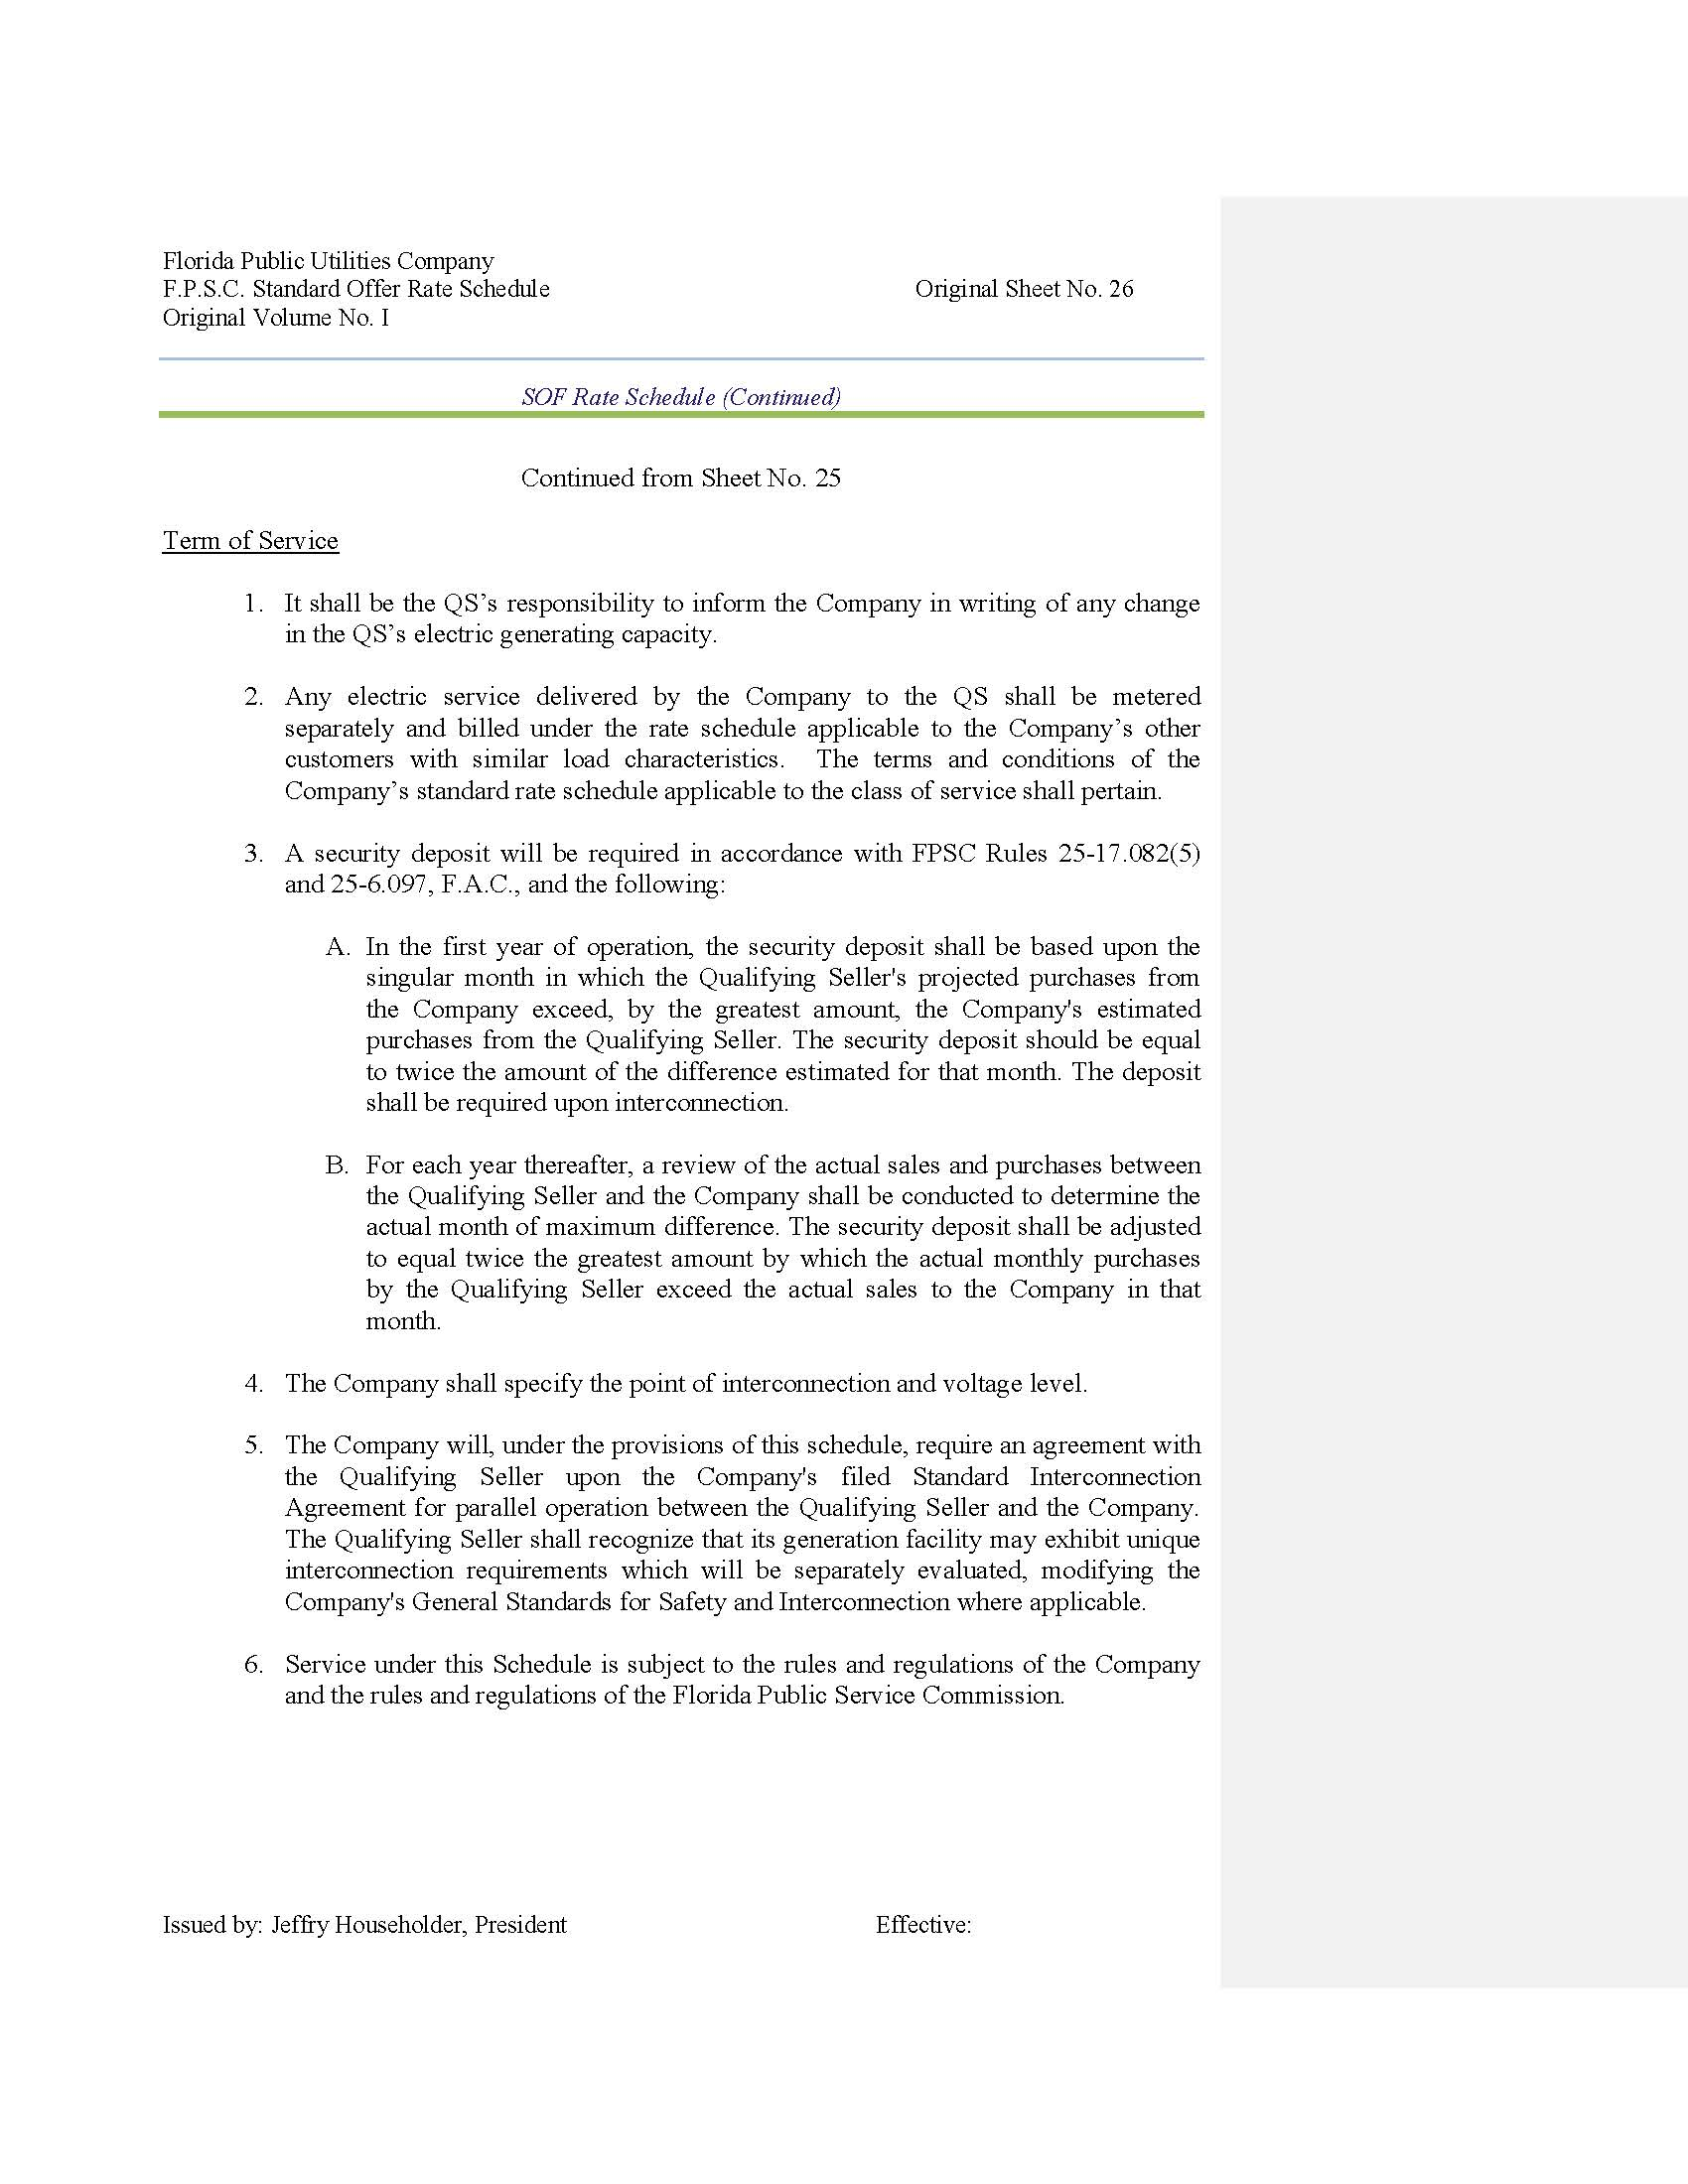 Florida Public Utilities Company
F.P.S.C. Standard Offer Rate Schedule Original Sheet No. 26
Original Volume No. I
SOF Rate Schedule (Continued)
Continued from Sheet No. 25
Term of Service
1. It shall be the QS’s responsibility to inform the Company in writing of any change
in the QS’s electric generating capacity.
2. Any electric service delivered by the Company to the QS shall be metered
separately and billed under the rate schedule applicable to the Company’s other
customers with similar load characteristics. The terms and conditions of the
Company’s standard rate schedule applicable to the class of service shall pertain.
3. A security deposit will be required in accordance with FPSC Rules 25-17.082(5)
and 25-6.097, F.A.C., and the following:
A. In the first year of operation, the security deposit shall be based upon the
singular month in which the Qualifying Seller's projected purchases from
the Company exceed, by the greatest amount, the Company's estimated
purchases from the Qualifying Seller. The security deposit should be equal
to twice the amount of the difference estimated for that month. The deposit
shall be required upon interconnection.
B. For each year thereafter, a review of the actual sales and purchases between
the Qualifying Seller and the Company shall be conducted to determine the
actual month of maximum difference. The security deposit shall be adjusted
to equal twice the greatest amount by which the actual monthly purchases
by the Qualifying Seller exceed the actual sales to the Company in that
month.
4. The Company shall specify the point of interconnection and voltage level.
5. The Company will, under the provisions of this schedule, require an agreement with
the Qualifying Seller upon the Company's filed Standard Interconnection
Agreement for parallel operation between the Qualifying Seller and the Company.
The Qualifying Seller shall recognize that its generation facility may exhibit unique
interconnection requirements which will be separately evaluated, modifying the
Company's General Standards for Safety and Interconnection where applicable.
6. Service under this Schedule is subject to the rules and regulations of the Company
and the rules and regulations of the Florida Public Service Commission.
Issued by: Jeffry Householder, President Effective: